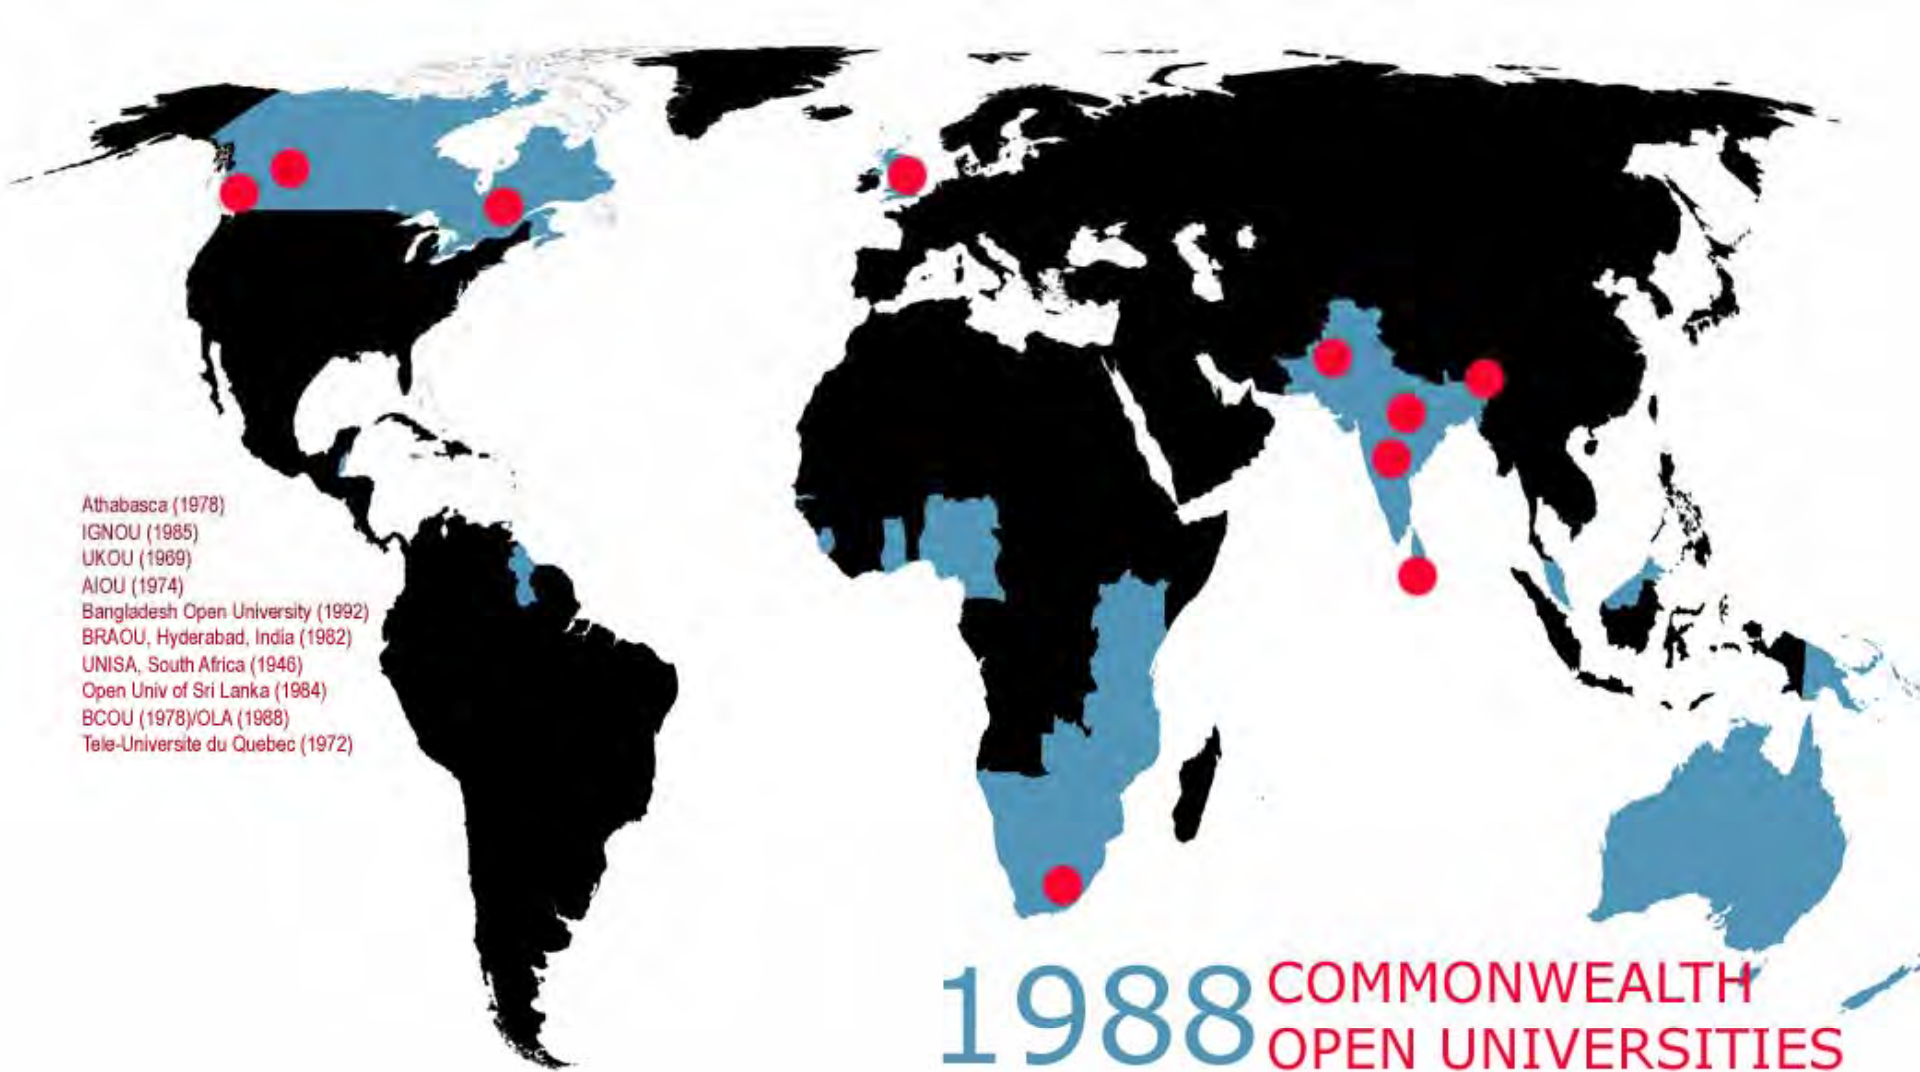 Athabasca (1978)
IGNOU (1985)
UKOU (1969)
AIOU (1974)
Bangladesh Open University (1992)
BRAOU, Hyderabad, India (1982)
UNISA, South Africa (1946)
Open Univ of Sri Lanka (1984)
BCOU (1978)/OLA (1988)
Tele-Universite du Quebec (1972)
1988 COMMONWEALTH
OPEN UNIVERSITIES